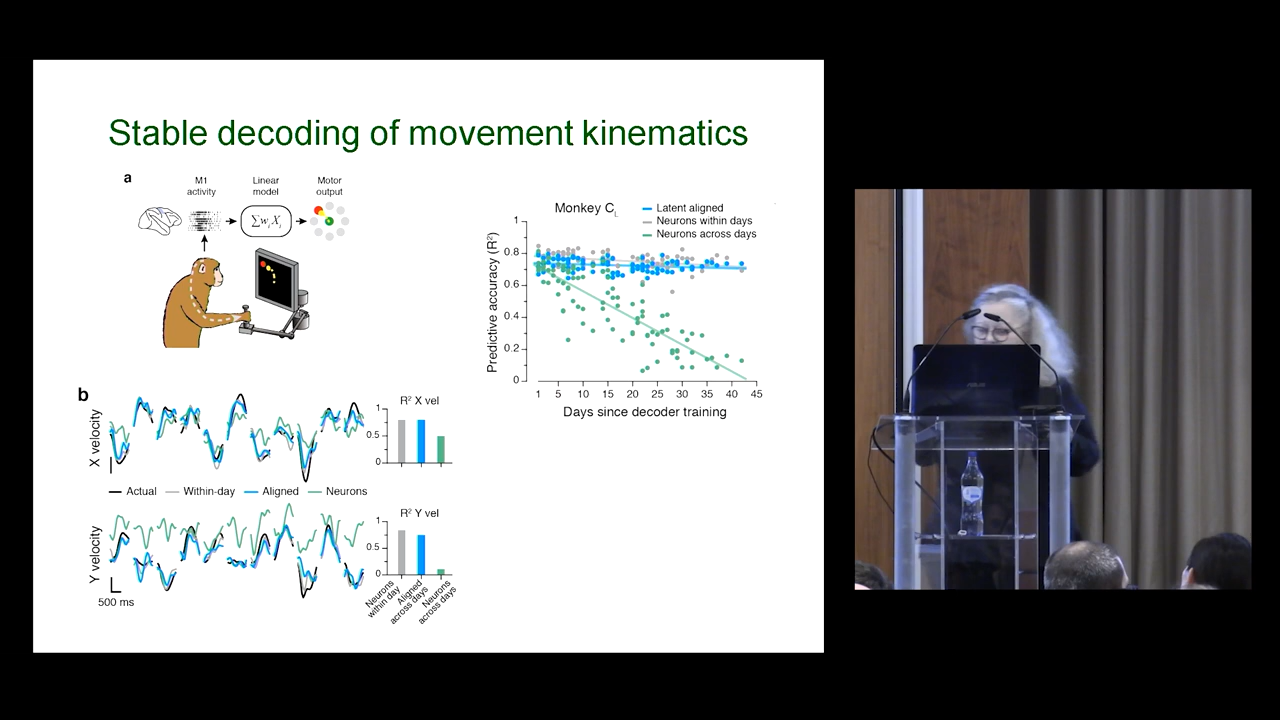 Stable decoding of movement kinematics
a
M1 activity
Linear model
Motor output
∑wᵢXᵢ
Monkey C_L
Latent aligned
Neurons within days
Neurons across days
Predictive accuracy (R²)
1
0.8
0.6
0.4
0.2
0
1 5 10 15 20 25 30 35 40 45
Days since decoder training
b
X velocity
R² X vel
1
0.5
0
Actual Within-day Aligned Neurons
Y velocity
R² Y vel
1
0.5
0
Neurons within day
Aligned across days
Neurons across days
500 ms
ASUS